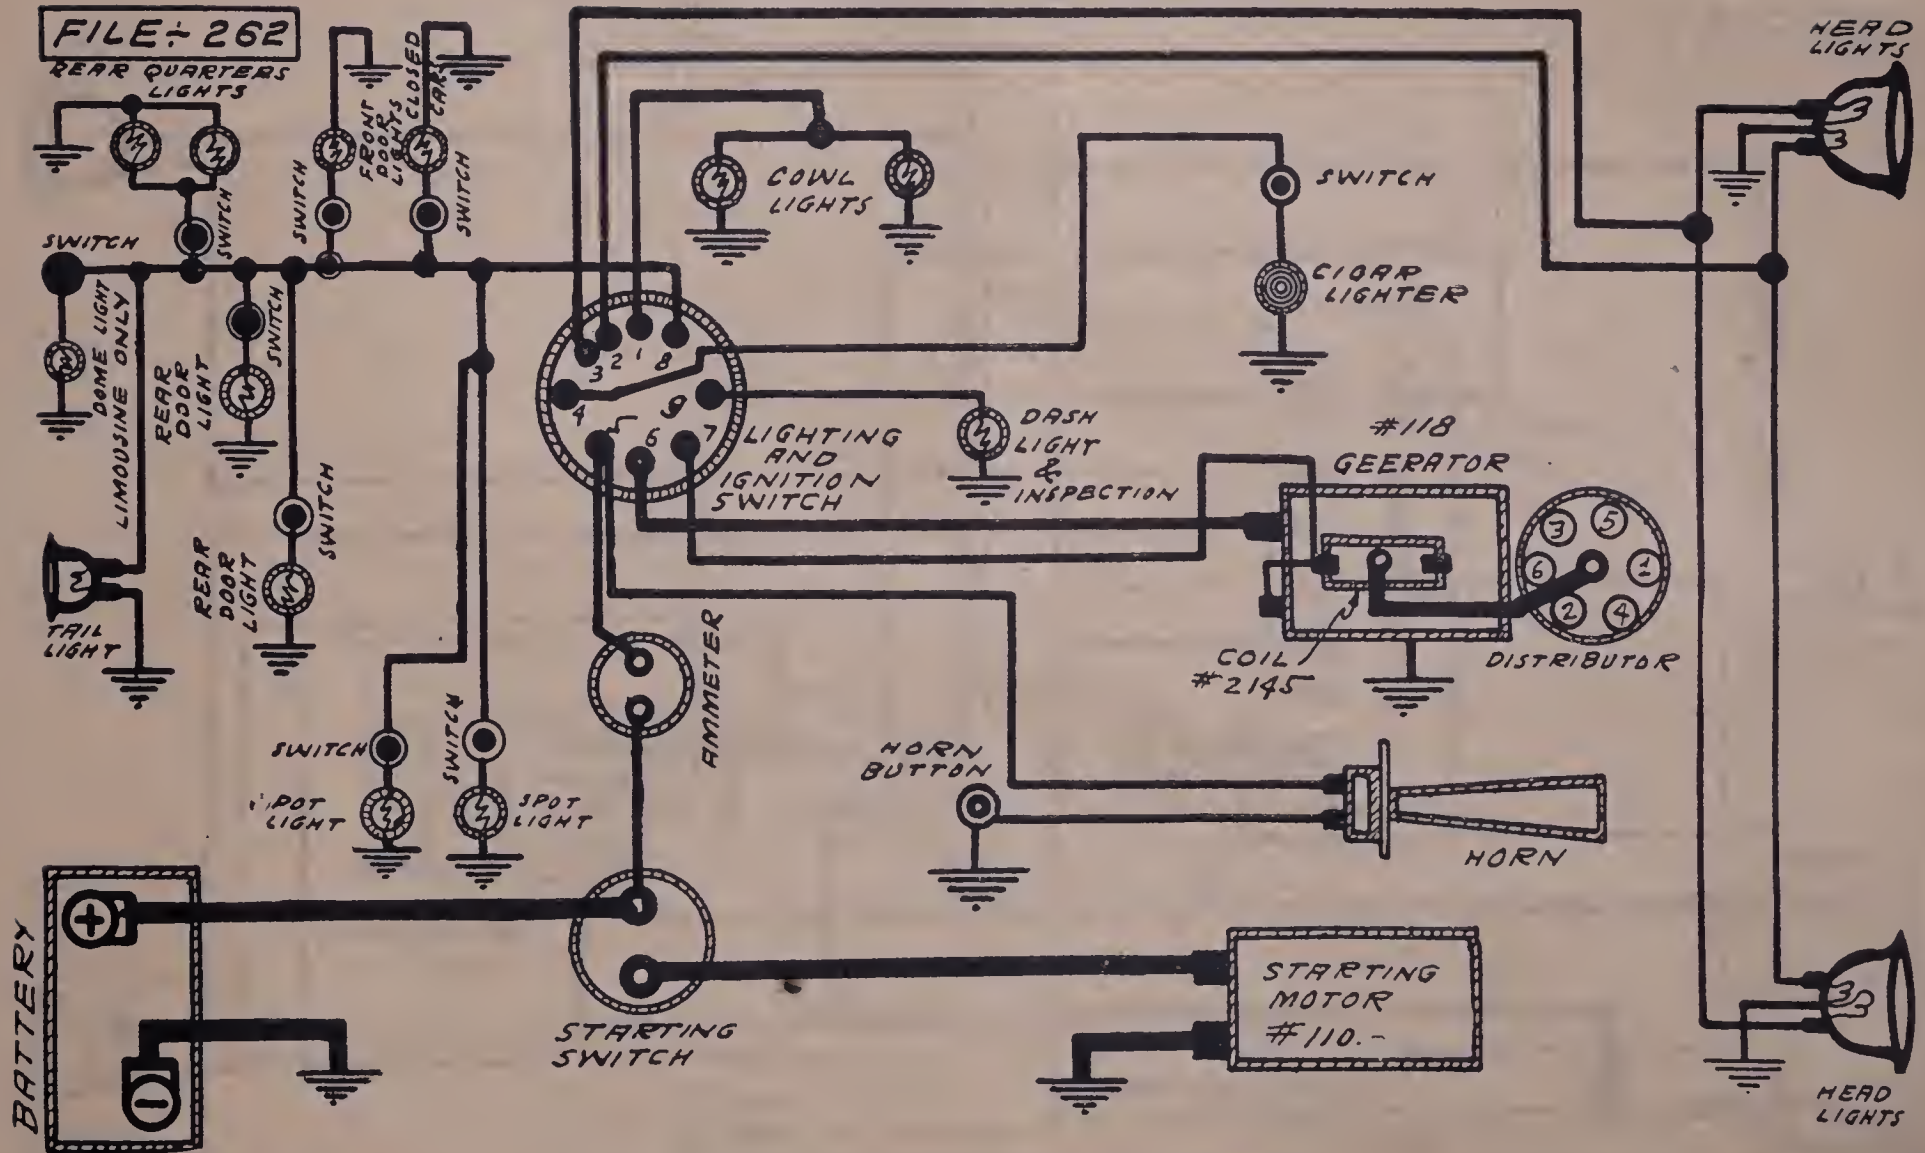 FILE÷262
REAR QUARTERS
LIGHTS
SWITCH
SWITCH
FRONT
DOOR
LIGHTS
CLOSED
CARS
SWITCH
SWITCH
DOME LIGHT
LIMOUSINE ONLY
REAR
DOOR
LIGHT
SWITCH
REAR
DOOR
LIGHT
SWITCH
TAIL
LIGHT
SWITCH
SPOT
LIGHT
SWITCH
SPOT
LIGHT
COWL
LIGHTS
SWITCH
CIGAR
LIGHTER
HEAD
LIGHTS
3
2
1
8
4
9
5
6
7
LIGHTING
AND
IGNITION
SWITCH
DASH
LIGHT
&
INSPECTION
#118
GEERATOR
3
5
6
1
2
4
COIL
#2145
DISTRIBUTOR
AMMETER
HORN
BUTTON
HORN
BATTERY
+
-
STARTING
SWITCH
STARTING
MOTOR
#110.-
HEAD
LIGHTS